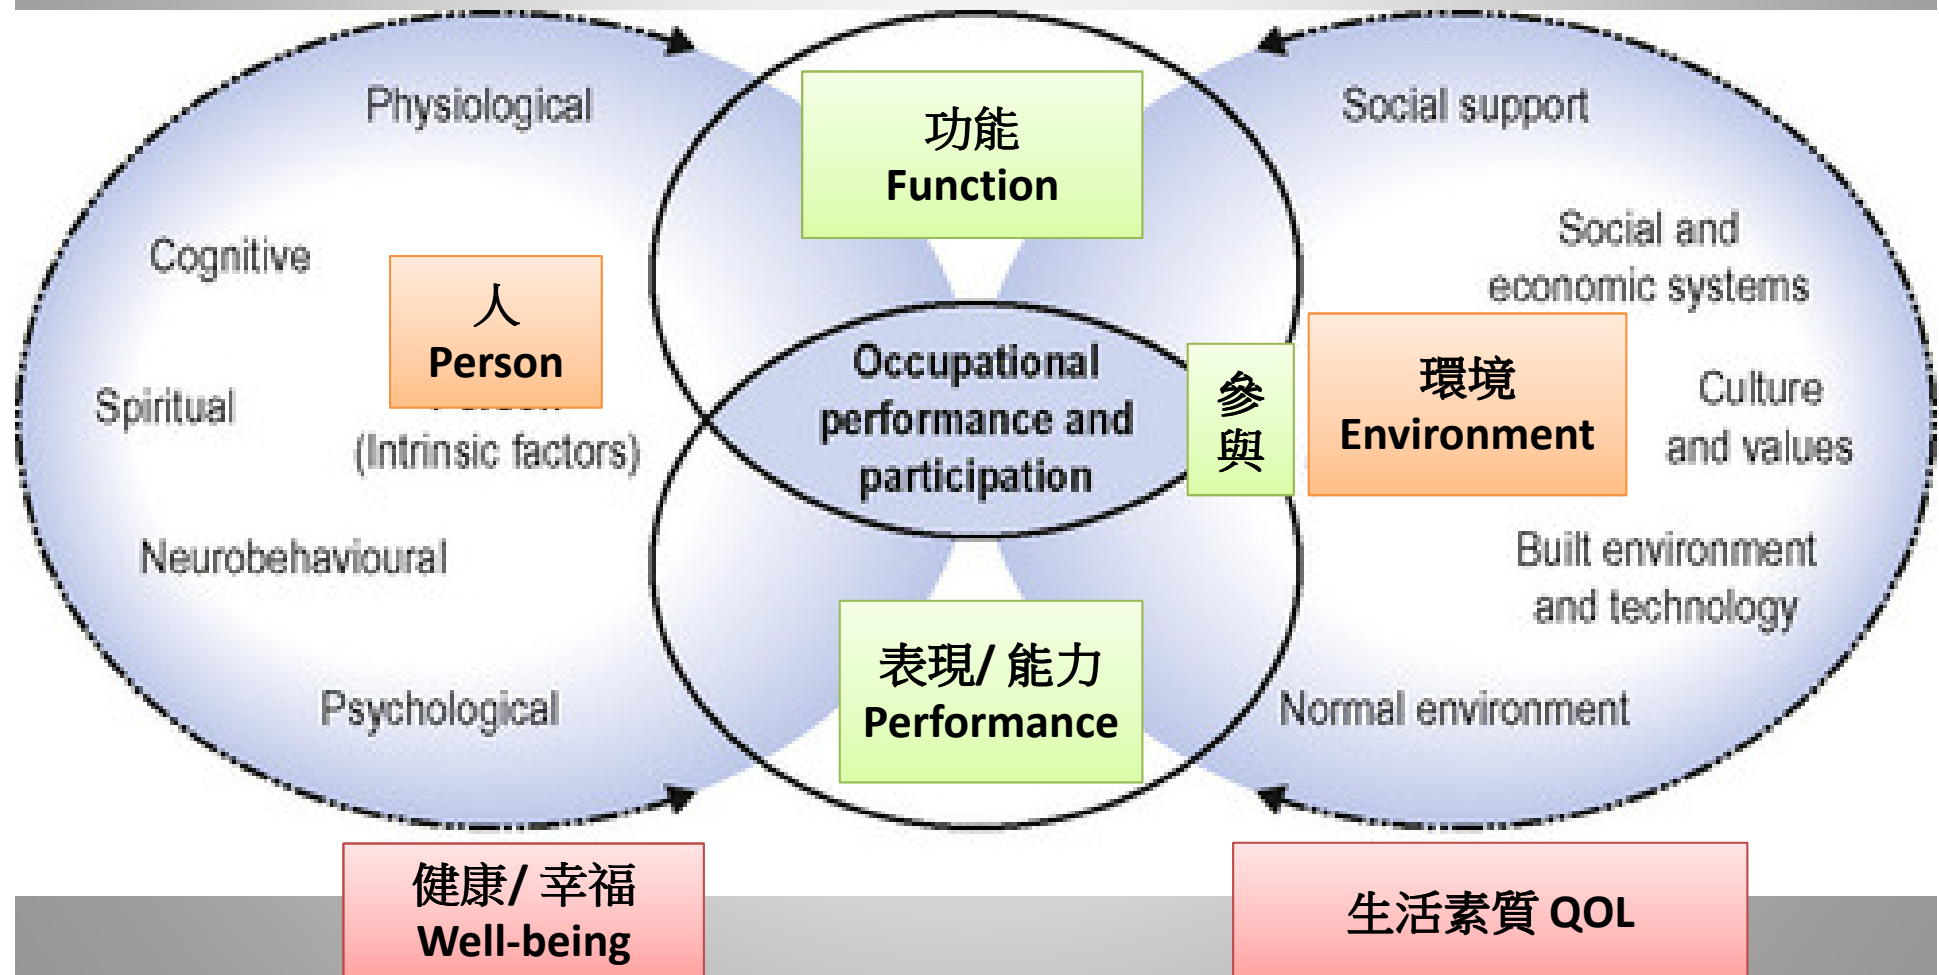 Physiological
Cognitive
人
Person
Spiritual
(Intrinsic factors)
Neurobehavioural
Psychological
功能
Function
Occupational
performance and
participation
參
與
表現/ 能力
Performance
Social support
Social and
economic systems
環境
Environment
Culture
and values
Built environment
and technology
Normal environment
健康/ 幸福
Well-being
生活素質 QOL